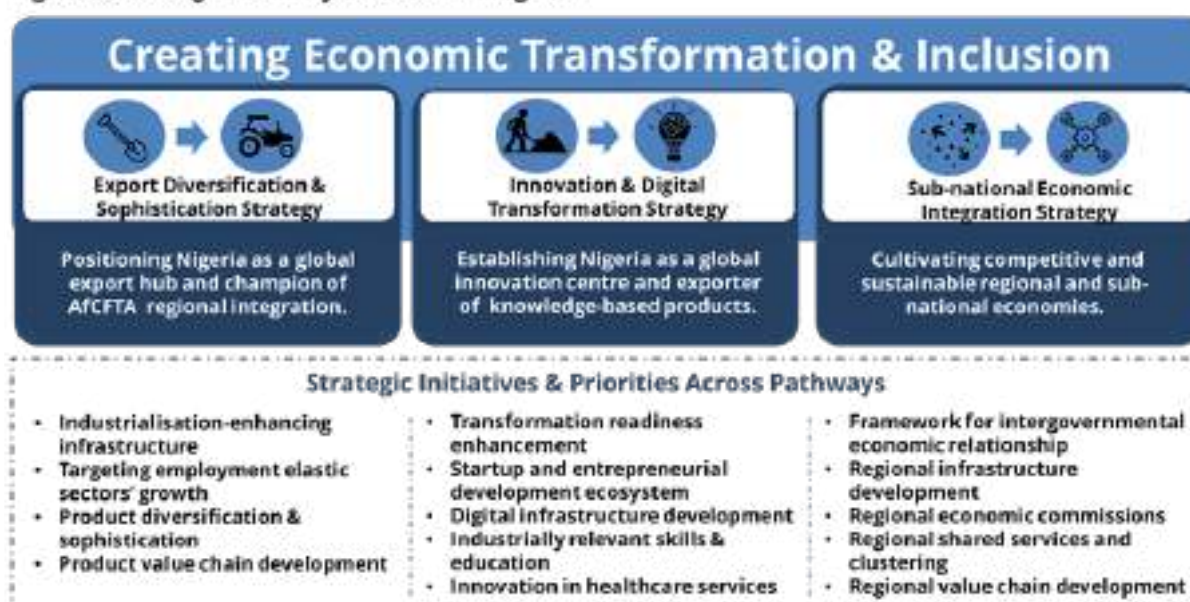 Creating Economic Transformation & Inclusion
Export Diversification &
Sophistication Strategy
Positioning Nigeria as a global
export hub and champion of
AfCFTA regional integration.
Innovation & Digital
Transformation Strategy
Establishing Nigeria as a global
innovation centre and exporter
of knowledge-based products.
Sub-national Economic
Integration Strategy
Cultivating competitive and
sustainable regional and sub-
national economies.
Strategic Initiatives & Priorities Across Pathways
• Industrialisation-enhancing
infrastructure
• Targeting employment elastic
sectors' growth
• Product diversification &
sophistication
• Product value chain development
• Transformation readiness
enhancement
• Startup and entrepreneurial
development ecosystem
• Digital infrastructure development
• Industrially relevant skills &
education
• Innovation in healthcare services
• Framework for intergovernmental
economic relationship
• Regional infrastructure
development
• Regional economic commissions
• Regional shared services and
clustering
• Regional value chain development